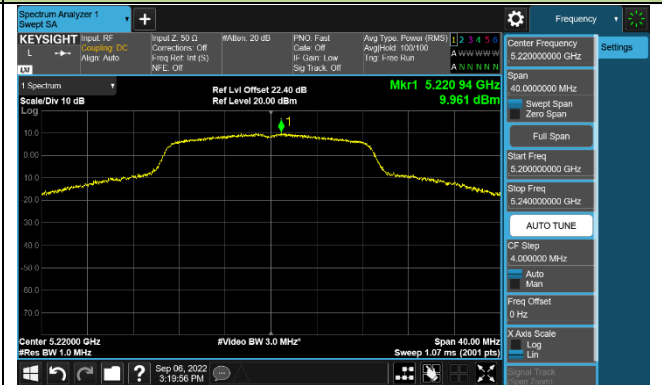 Spectrum Analyzer 1
Swept SA
+
Frequency
KEYSIGHT
L
LXI
Input: RF
Coupling: DC
Align: Auto
Input Z: 50 Ω
Corrections: Off
Freq Ref: Int (S)
NFE: Off
#Atten: 20 dB
PNO: Fast
Gate: Off
IF Gain: Low
Sig Track: Off
Avg Type: Power (RMS)
Avg|Hold: 100/100
Trig: Free Run
1 2 3 4 5 6
A W W W W W
A N N N N N
1 Spectrum
Scale/Div 10 dB
Log
Ref Lvl Offset 22.40 dB
Ref Level 20.00 dBm
Mkr1 5.220 94 GHz
9.961 dBm
1
10.0
0.00
10.0
20.0
30.0
40.0
-50.0
60.0
70.0
Center 5.22000 GHz
#Res BW 1.0 MHz
#Video BW 3.0 MHz*
Span 40.00 MHz
Sweep 1.07 ms (2001 pts)
Center Frequency
5.220000000 GHz
Settings
Span
40.0000000 MHz
Swept Span
Zero Span
Full Span
Start Freq
5.200000000 GHz
Stop Freq
5.240000000 GHz
AUTO TUNE
CF Step
4.000000 MHz
Auto
Man
Freq Offset
0 Hz
X Axis Scale
Log
Lin
Signal Track
(Span Zoom)
?
Sep 06, 2022
3:19:56 PM